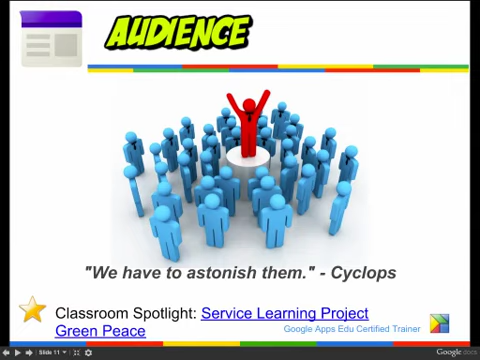 AUDIENCE
"We have to astonish them." - Cyclops
Classroom Spotlight: Service Learning Project
Green Peace
Google Apps Edu Certified Trainer
Slide 11
Google docs